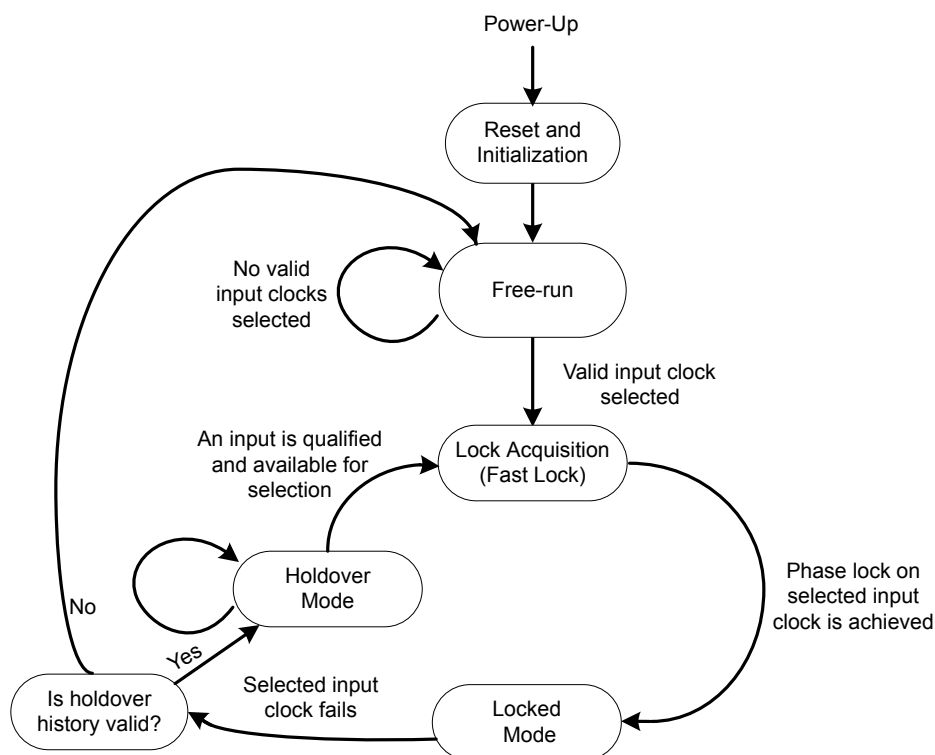 Power-Up
Reset and
Initialization
No valid
input clocks
selected
Free-run
Valid input clock
selected
An input is qualified
and available for
selection
Lock Acquisition
(Fast Lock)
Holdover
Mode
Phase lock on
selected input
clock is achieved
No
Yes
Is holdover
history valid?
Selected input
clock fails
Locked
Mode